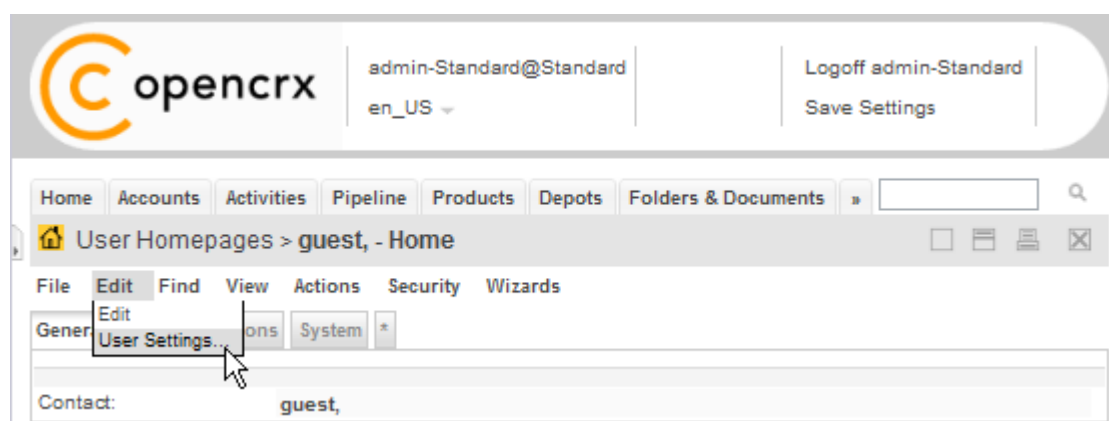 opencrx
admin-Standard@Standard
Logoff admin-Standard
en_US
Save Settings
Home Accounts Activities Pipeline Products Depots Folders & Documents »
User Homepages > guest, - Home
File Edit Find View Actions Security Wizards
Edit
User Settings...
System *
Contact: guest,